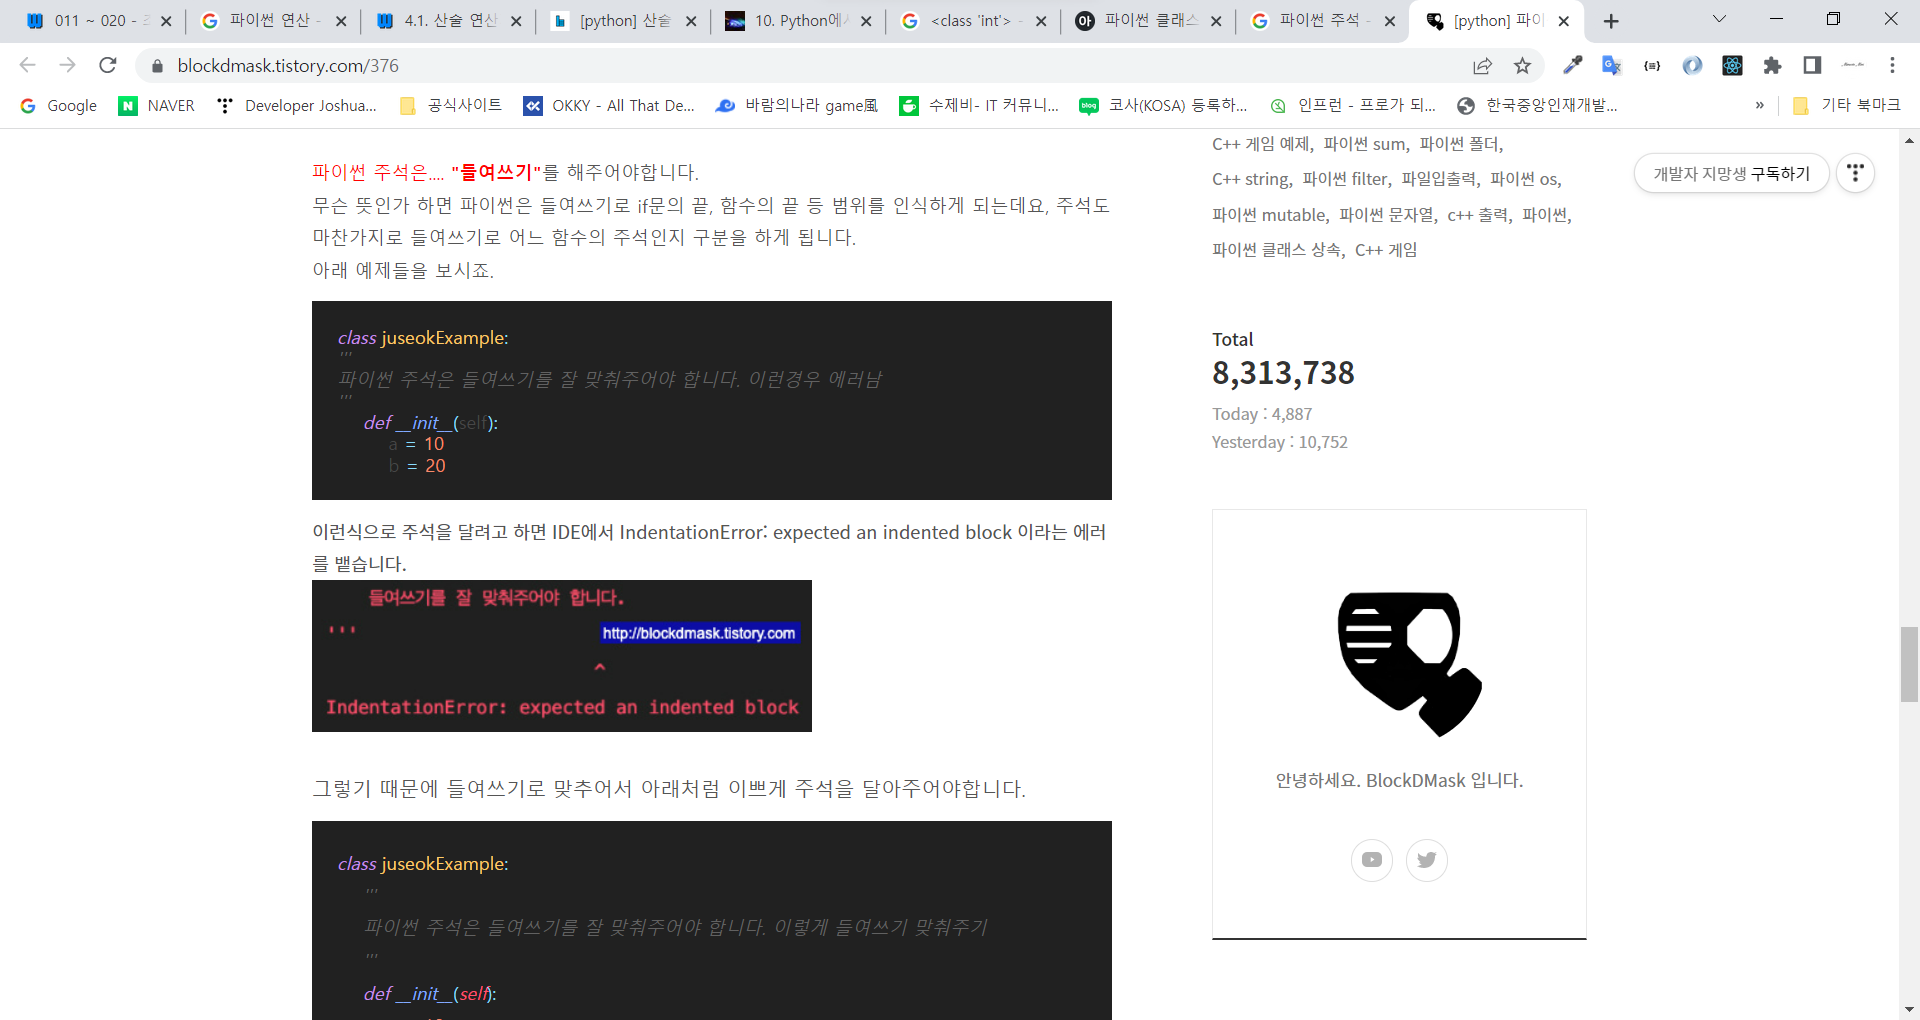 011 ~ 020 -
파이썬 연산 -
4.1. 산술 연산
[python] 산술
10. Python에서
<class 'int'> -
파이썬 클래스
파이썬 주석 -
[python] 파이
blockdmask.tistory.com/376
Google
NAVER
Developer Joshua...
공식사이트
OKKY - All That De...
바람의나라 game風
수제비- IT 커뮤니...
코사(KOSA) 등록하...
인프런 - 프로가 되...
한국중앙인재개발...
»
기타 북마크
파이썬 주석은.... "들여쓰기"를 해주어야합니다.
무슨 뜻인가 하면 파이썬은 들여쓰기로 if문의 끝, 함수의 끝 등 범위를 인식하게 되는데요, 주석도
마찬가지로 들여쓰기로 어느 함수의 주석인지 구분을 하게 됩니다.
아래 예제들을 보시죠.
class juseokExample:
'''
파이썬 주석은 들여쓰기를 잘 맞춰주어야 합니다. 이런경우 에러남
'''
def __init__(self):
a = 10
b = 20
이런식으로 주석을 달려고 하면 IDE에서 IndentationError: expected an indented block 이라는 에러
를 뱉습니다.
들여쓰기를 잘 맞춰주어야 합니다.
'''
http://blockdmask.tistory.com
^
IndentationError: expected an indented block
그렇기 때문에 들여쓰기로 맞추어서 아래처럼 이쁘게 주석을 달아주어야합니다.
class juseokExample:
'''
파이썬 주석은 들여쓰기를 잘 맞춰주어야 합니다. 이렇게 들여쓰기 맞춰주기
'''
def __init__(self):
C++ 게임 예제, 파이썬 sum, 파이썬 폴더,
C++ string, 파이썬 filter, 파일입출력, 파이썬 os,
파이썬 mutable, 파이썬 문자열, c++ 출력, 파이썬,
파이썬 클래스 상속, C++ 게임
Total
8,313,738
Today : 4,887
Yesterday : 10,752
안녕하세요. BlockDMask 입니다.
개발자 지망생 구독하기